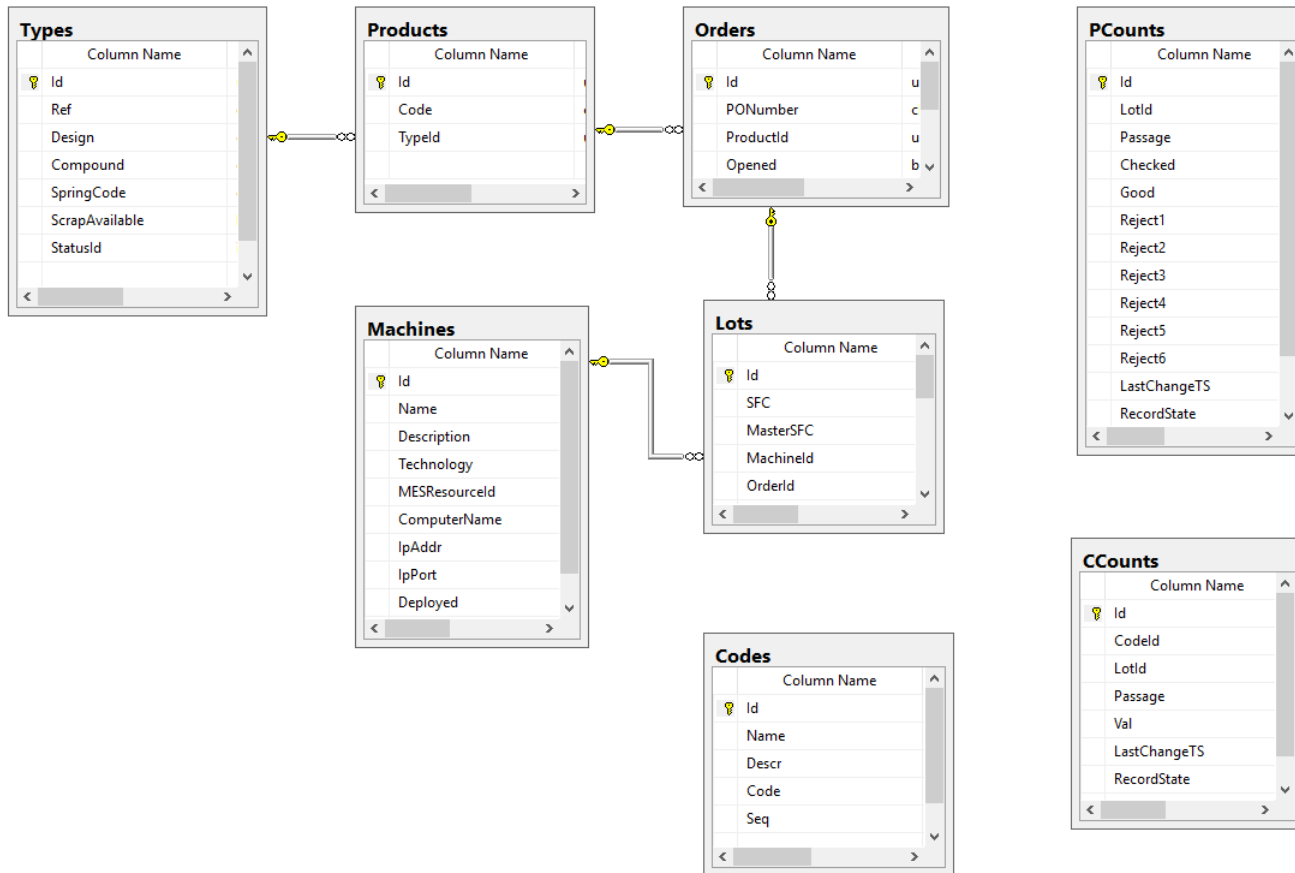 Types
Column Name
Id
Ref
Design
Compound
SpringCode
ScrapAvailable
StatusId
Products
Column Name
Id
Code
TypeId
Orders
Column Name
Id u
PONumber c
ProductId u
Opened b
PCounts
Column Name
Id
LotId
Passage
Checked
Good
Reject1
Reject2
Reject3
Reject4
Reject5
Reject6
LastChangeTS
RecordState
Machines
Column Name
Id
Name
Description
Technology
MESResourceId
ComputerName
IpAddr
IpPort
Deployed
Lots
Column Name
Id
SFC
MasterSFC
MachineId
OrderId
CCounts
Column Name
Id
CodeId
LotId
Passage
Val
LastChangeTS
RecordState
Codes
Column Name
Id
Name
Descr
Code
Seq